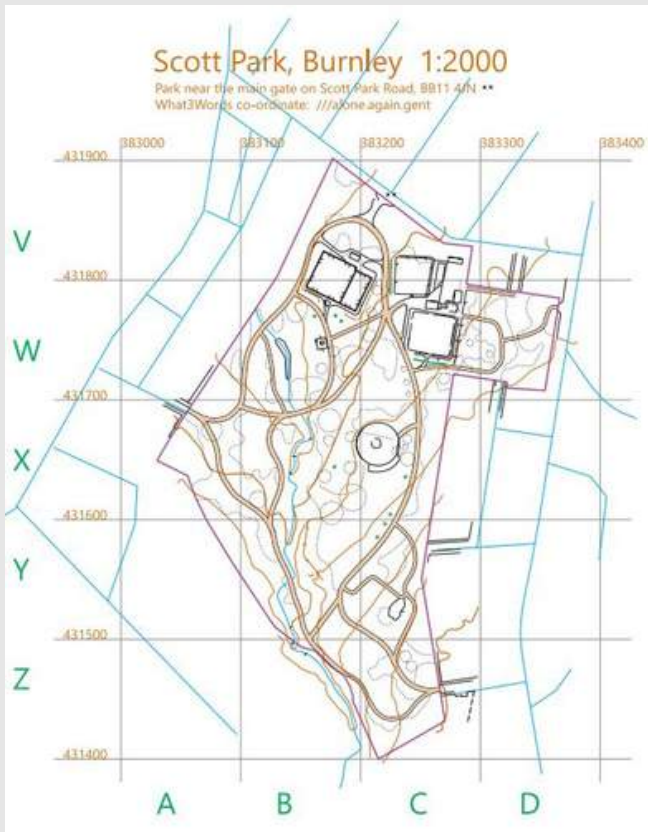 Scott Park, Burnley 1:2000
Park near the main gate on Scott Park Road, BB11 4JN **
What3Words co-ordinate: ///alone.again.gent
383000 383100 383200 383300 383400
431900
**
V
431800
W
431700
X
431600
Y
431500
Z
431400
A B C D